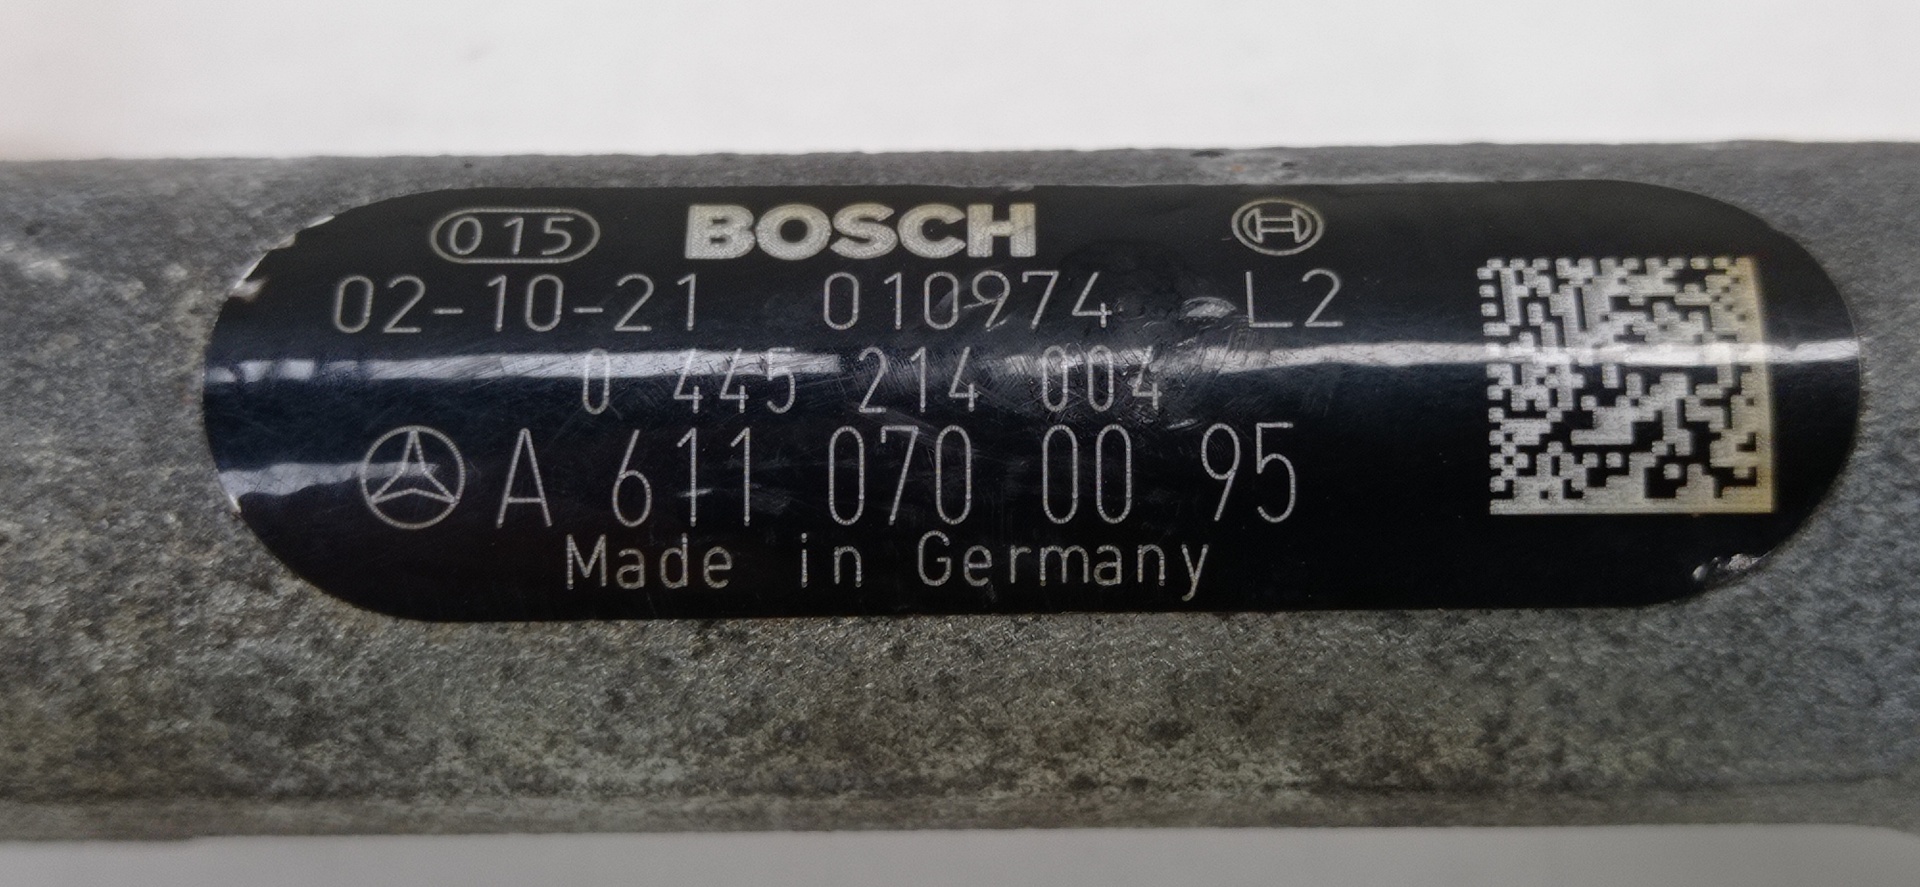 015 BOSCH
02-10-21 010974 L2
0 445 214 004
A 611 070 00 95
Made in Germany